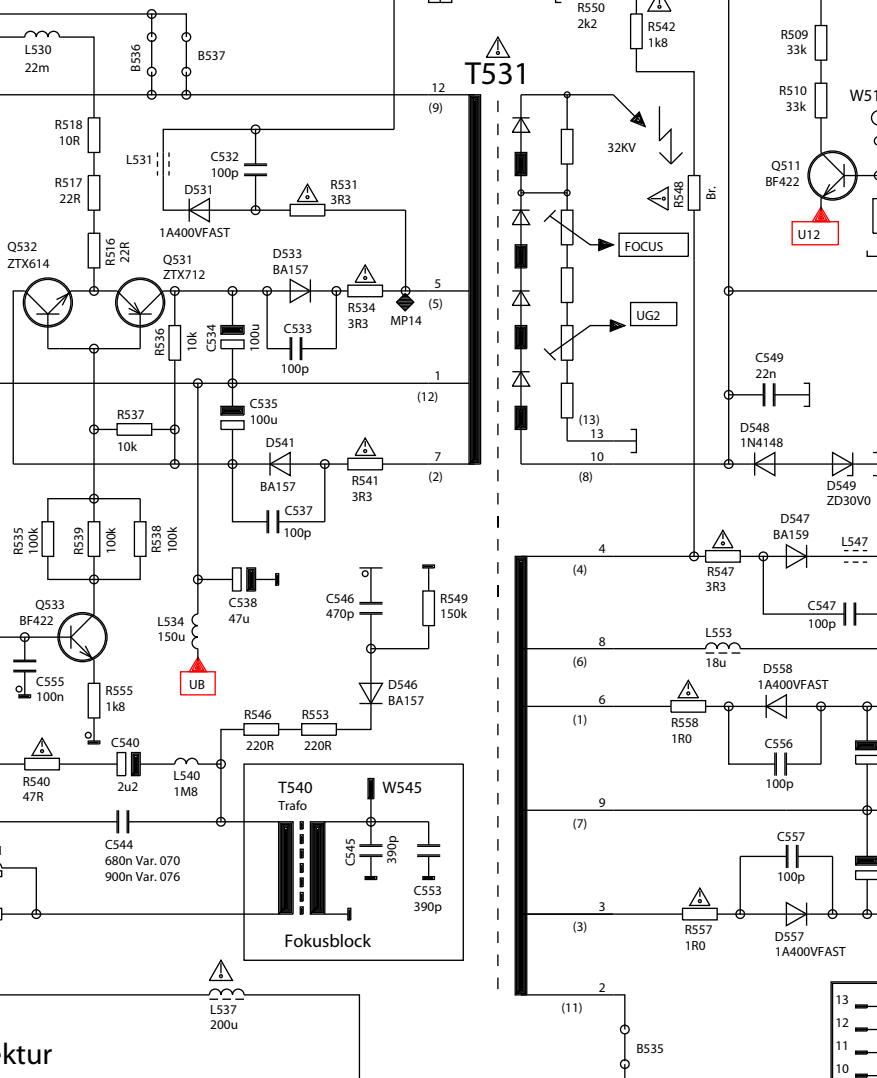 R550
2k2
R542
1k8
L530
22m
B536
B537
T531
R509
33k
R510
33k
W51
12
(9)
R518
10R
L531
C532
100p
32KV
R517
22R
D531
R531
3R3
R548
Br.
Q511
BF422
1A400VFAST
U12
Q532
ZTX614
R516
22R
Q531
ZTX712
D533
BA157
FOCUS
5
(5)
R534
3R3
MP14
UG2
R536
10k
C534
100u
C533
100p
1
(12)
C549
22n
C535
100u
R537
10k
(13)
13
D548
1N4148
D541
BA157
R541
3R3
7
(2)
10
(8)
D549
ZD30V0
C537
100p
R535
100k
R539
100k
R538
100k
4
(4)
R547
3R3
D547
BA159
L547
Q533
BF422
L534
150u
C538
47u
C546
470p
R549
150k
C547
100p
8
(6)
L553
18u
C555
100n
R555
1k8
UB
D546
BA157
6
(1)
R558
1R0
D558
1A400VFAST
R546
220R
R553
220R
C540
2u2
R540
47R
L540
1M8
C556
100p
T540
Trafo
W545
9
(7)
C544
680n Var. 070
900n Var. 076
C545
390p
C553
390p
C557
100p
3
(3)
R557
1R0
D557
1A400VFAST
Fokusblock
L537
200u
2
(11)
B535
ktur
13
12
11
10